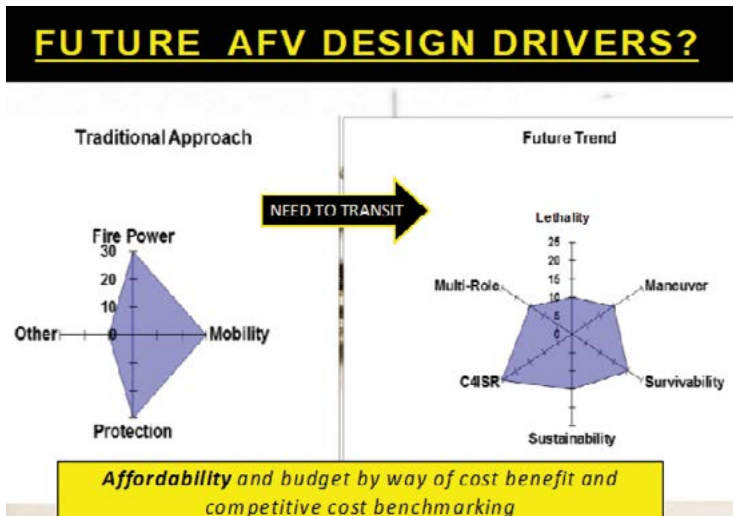 FUTURE AFV DESIGN DRIVERS?
Traditional Approach
Fire Power
30
20
10
0
Other
Mobility
Protection
NEED TO TRANSIT
Future Trend
Lethality
25
20
15
10
5
0
Multi-Role
Maneuver
C4ISR
Survivability
Sustainability
Affordability and budget by way of cost benefit and
competitive cost benchmarking